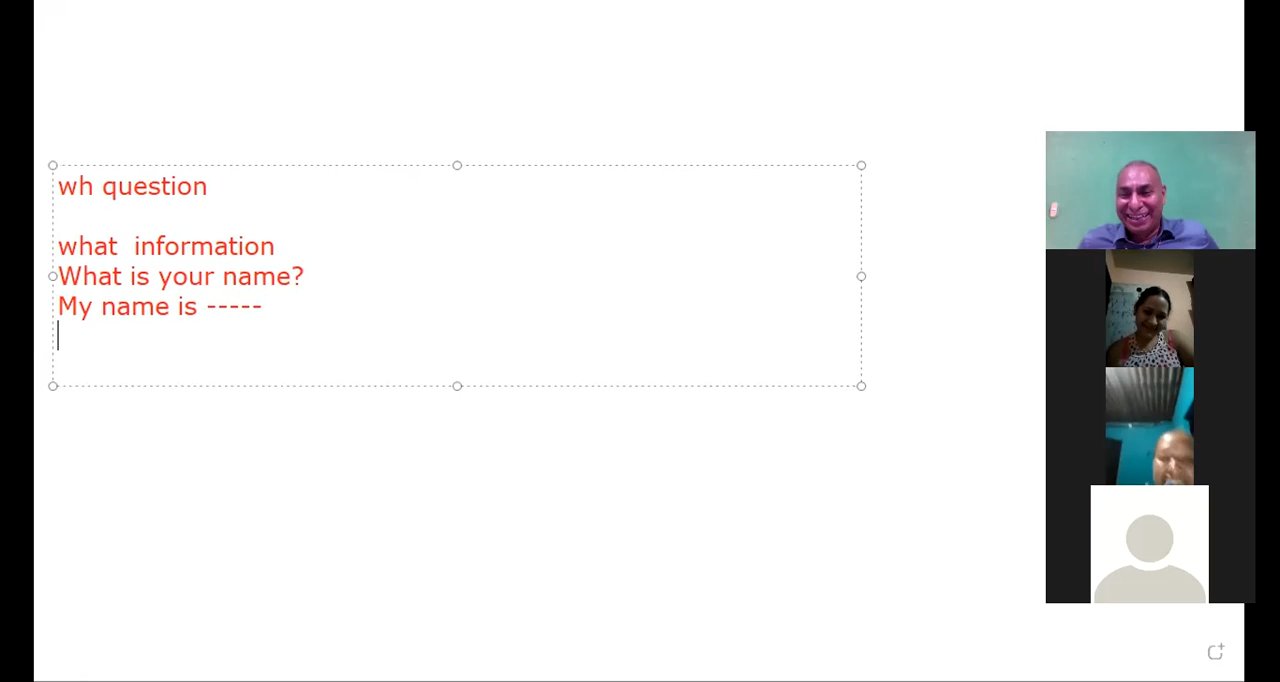 wh question
what  information
What is your name?
My name is -----